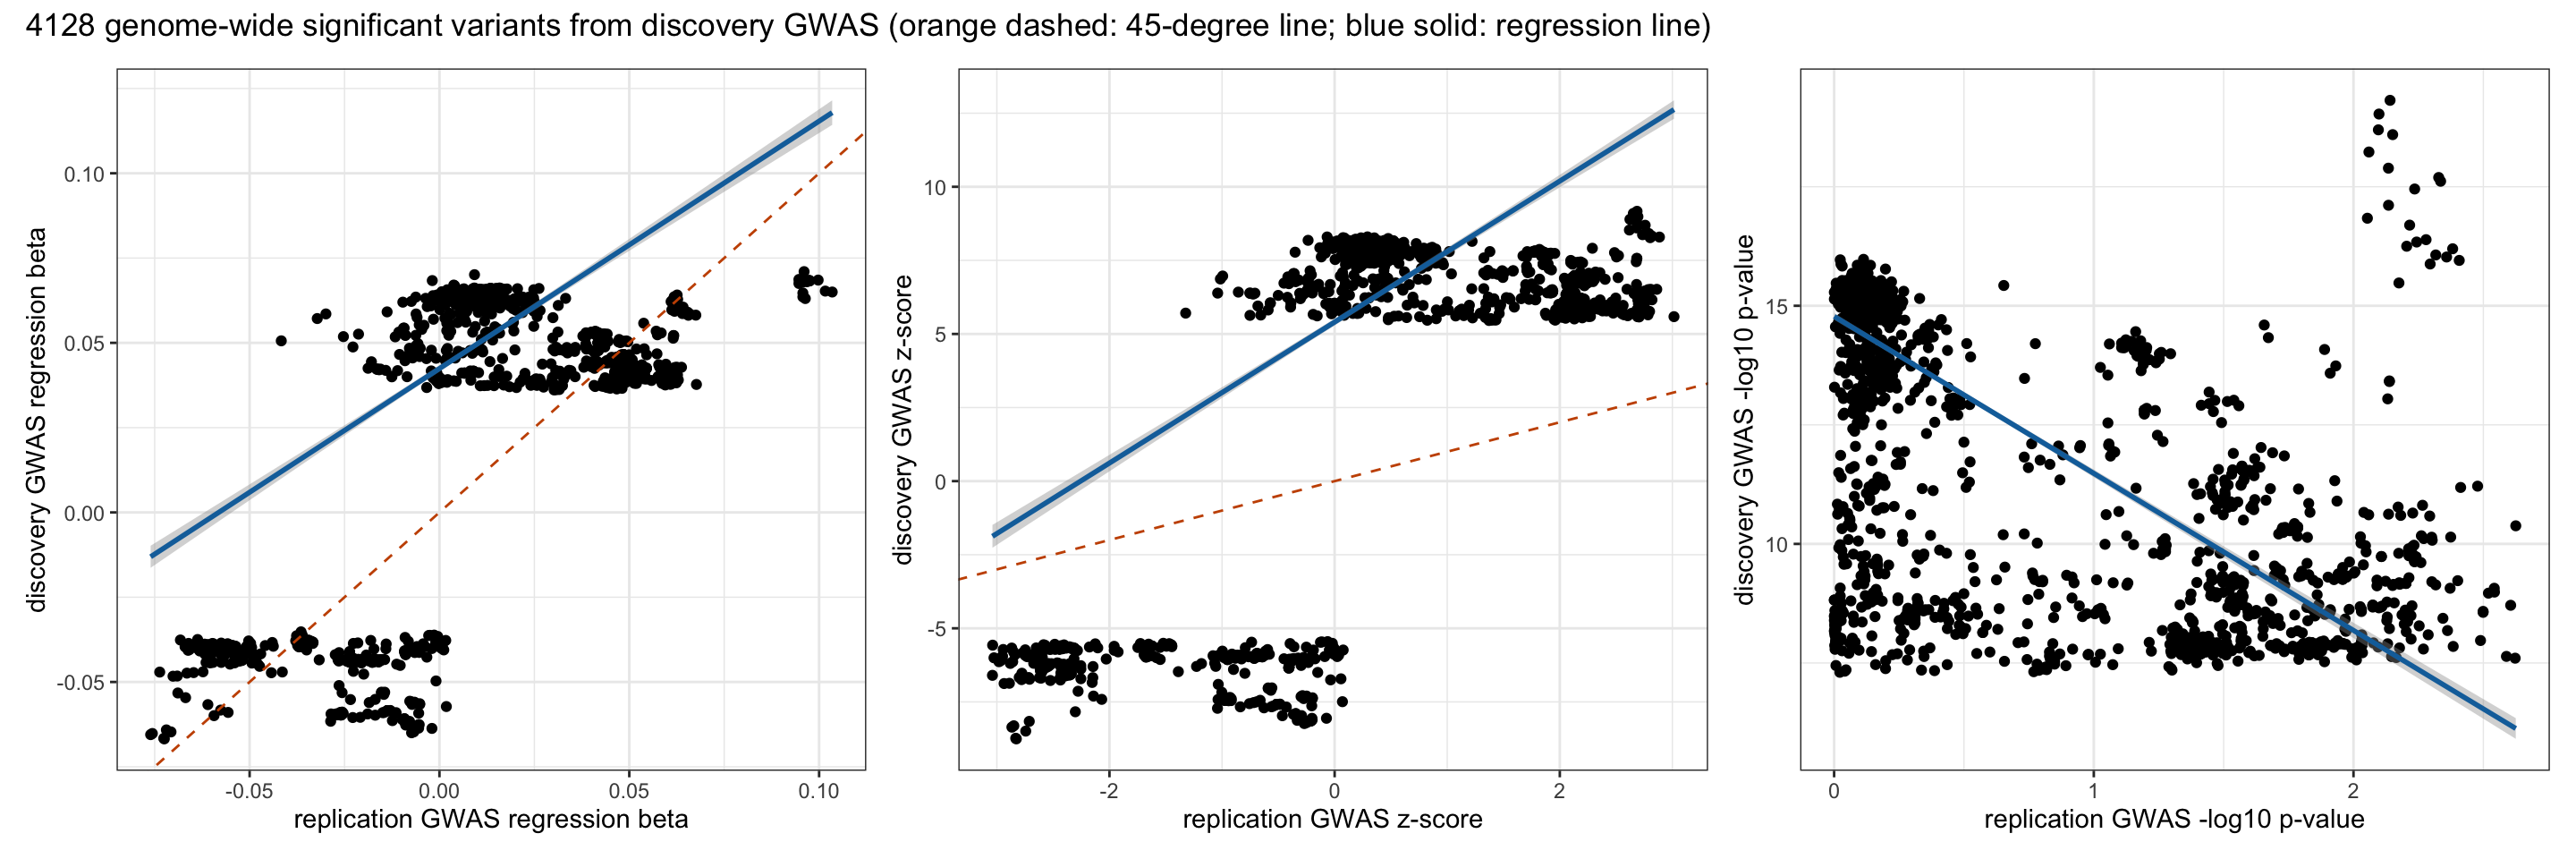 4128 genome-wide significant variants from discovery GWAS (orange dashed: 45-degree line; blue solid: regression line)
discovery GWAS regression beta
0.10
0.05
0.00
-0.05
-0.05
0.00
0.05
0.10
replication GWAS regression beta
discovery GWAS z-score
10
5
0
-5
-2
0
2
replication GWAS z-score
discovery GWAS -log10 p-value
15
10
0
1
2
replication GWAS -log10 p-value